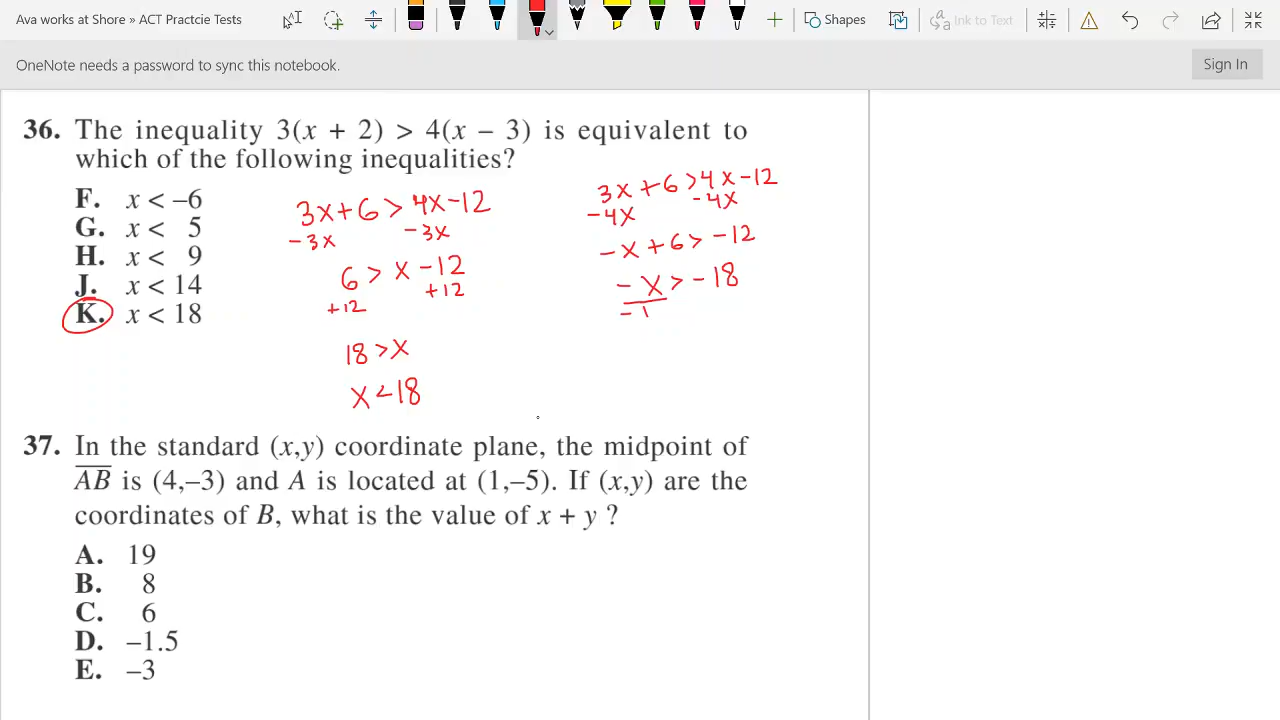 Ava works at Shore » ACT Practcie Tests
Shapes
Ink to Text
OneNote needs a password to sync this notebook.
Sign In
36. The inequality 3(x + 2) > 4(x – 3) is equivalent to
which of the following inequalities?
F. x < –6
G. x < 5
H. x < 9
J. x < 14
K. x < 18
3x+6 > 4x-12
-3x -3x
6 > x -12
+12 +12
18 > x
x < 18
3x +6 > 4x -12
-4x -4x
-x +6 > -12
-x > -18
-1
37. In the standard (x,y) coordinate plane, the midpoint of
AB is (4,–3) and A is located at (1,–5). If (x,y) are the
coordinates of B, what is the value of x + y ?
A. 19
B. 8
C. 6
D. –1.5
E. –3